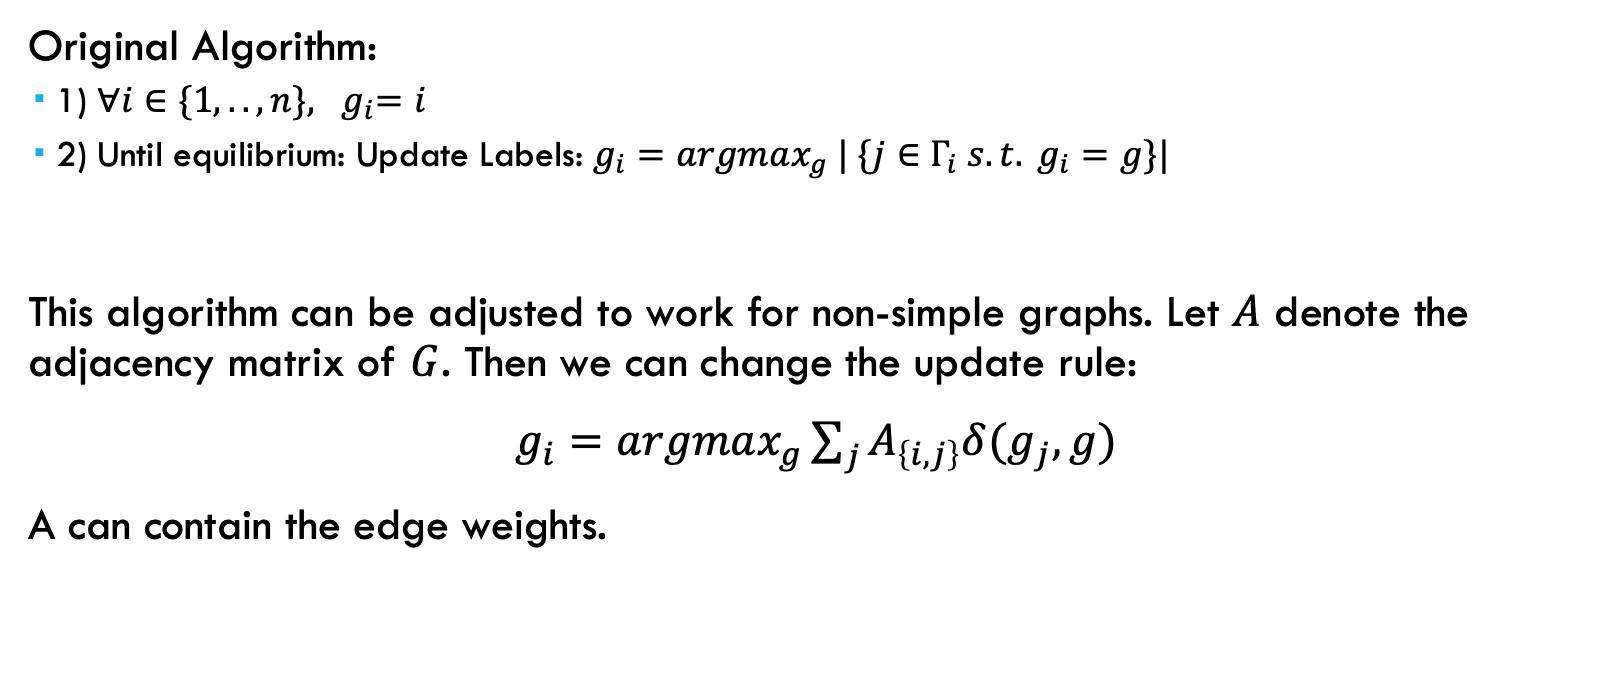 Original Algorithm:
▪ 1) ∀i ∈ {1,..,n}, gᵢ= i
▪ 2) Until equilibrium: Update Labels: gᵢ = argmax_g |{j ∈ Γᵢ s.t. gᵢ = g}|
This algorithm can be adjusted to work for non-simple graphs. Let A denote the
adjacency matrix of G. Then we can change the update rule:
gᵢ = argmax_g ∑ⱼ A_{i,j}δ(gⱼ, g)
A can contain the edge weights.